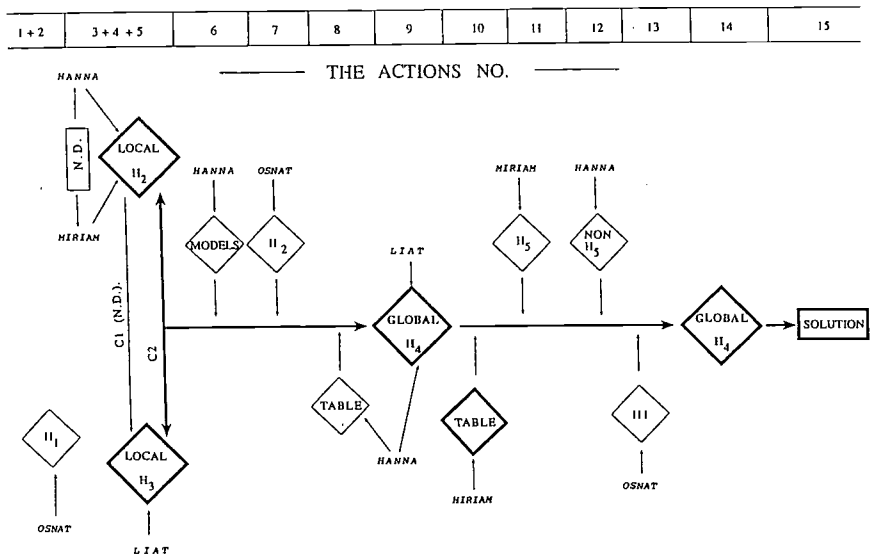 1 + 2 3 + 4 + 5 6 7 8 9 10 11 12 13 14 15
THE ACTIONS NO.
HANNA
N.D.
LOCAL
H2
MIRIAM
HANNA
MODELS
OSNAT
H2
LIAT
GLOBAL
H4
MIRIAM
H5
HANNA
NON
H5
GLOBAL
H4
SOLUTION
C1 (N.D.).
C2
TABLE
HANNA
TABLE
MIRIAM
H1
OSNAT
H1
OSNAT
LOCAL
H3
LIAT